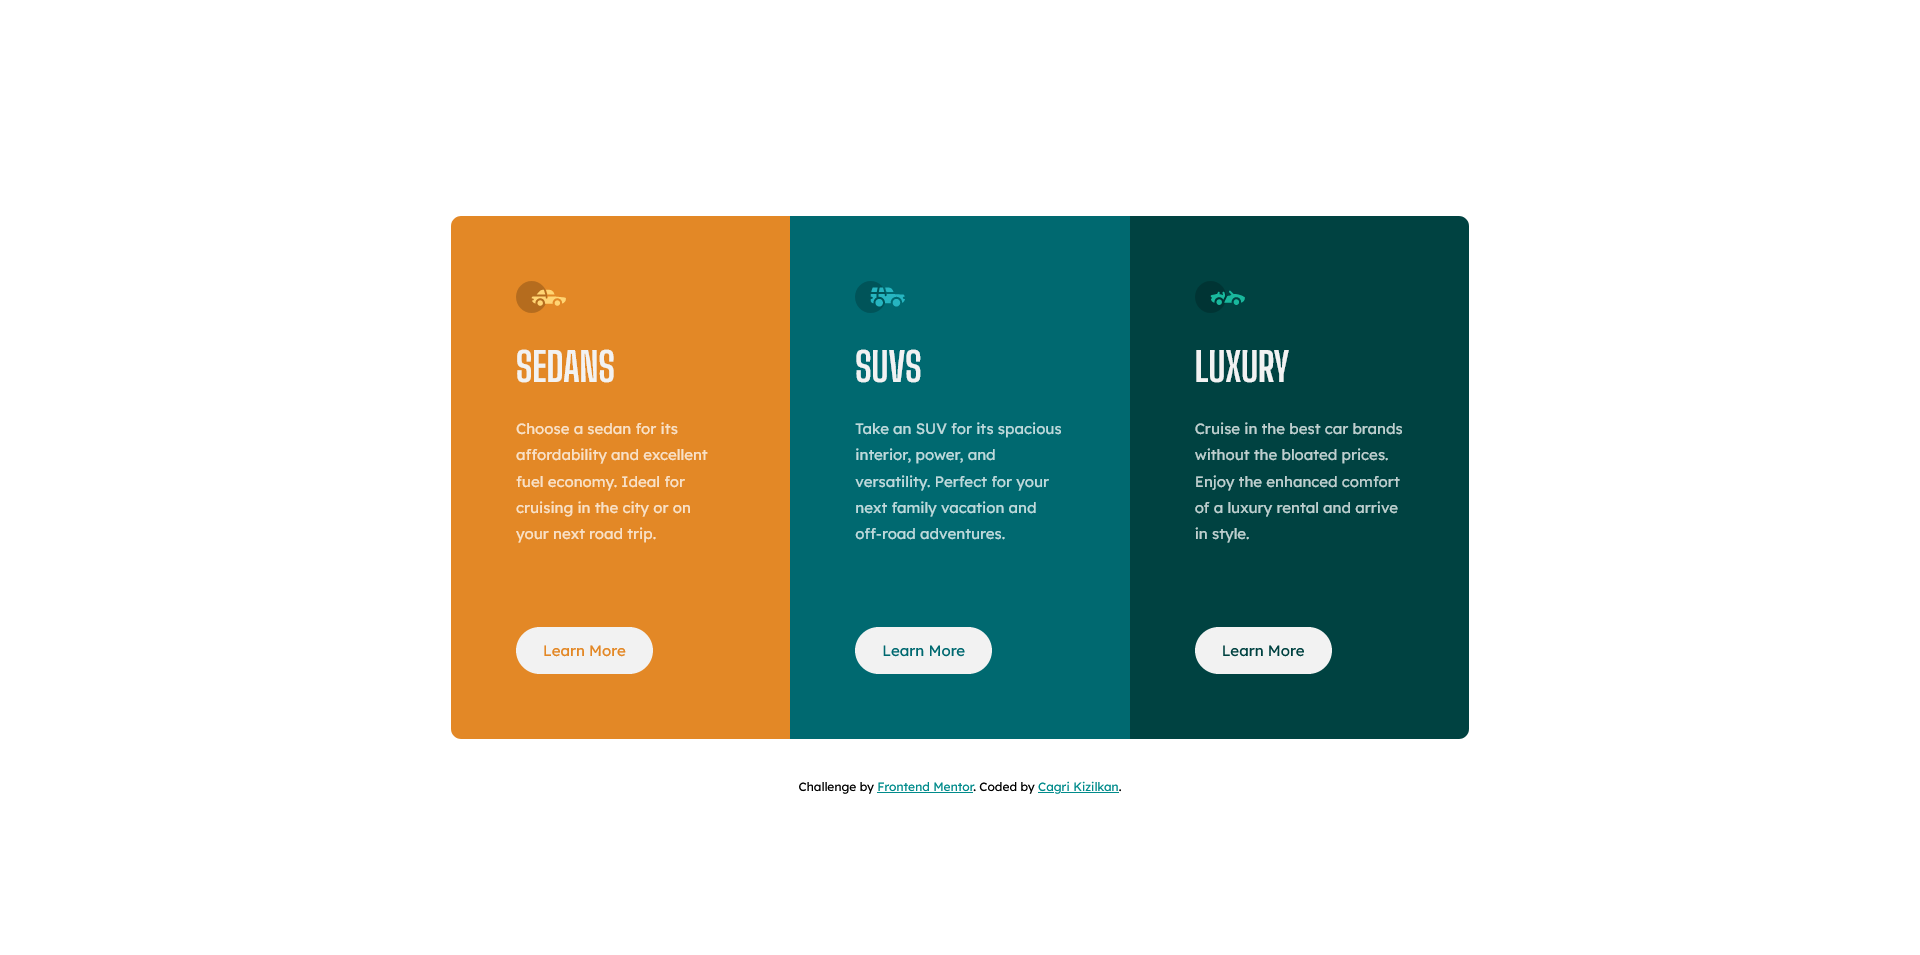 SEDANS
Choose a sedan for its
affordability and excellent
fuel economy. Ideal for
cruising in the city or on
your next road trip.
Learn More
SUVS
Take an SUV for its spacious
interior, power, and
versatility. Perfect for your
next family vacation and
off-road adventures.
Learn More
LUXURY
Cruise in the best car brands
without the bloated prices.
Enjoy the enhanced comfort
of a luxury rental and arrive
in style.
Learn More
Challenge by Frontend Mentor. Coded by Cagri Kizilkan.